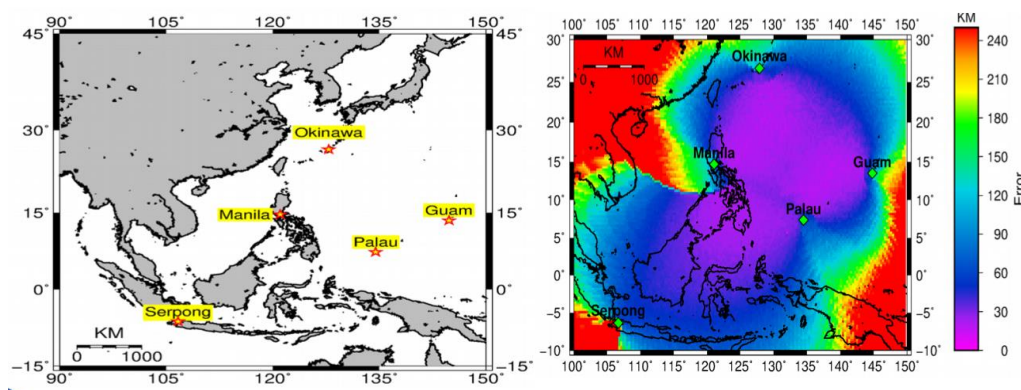 90° 105° 120° 135° 150°
45° 45°
30° 30°
Okinawa
15° 15°
Manila Guam
Palau
0° 0°
Serpong
KM
0 1000
−15° −15°
90° 105° 120° 135° 150°
100° 105° 110° 115° 120° 125° 130° 135° 140° 145° 150°
30° 30°
KM
0 1000
Okinawa
25° 25°
20° 20°
15° 15°
Manila Guam
10° 10°
Palau
5° 5°
0° 0°
−5° −5°
Serpong
−10° −10°
100° 105° 110° 115° 120° 125° 130° 135° 140° 145° 150°
KM
240
210
180
150
120
90
60
30
0
Error